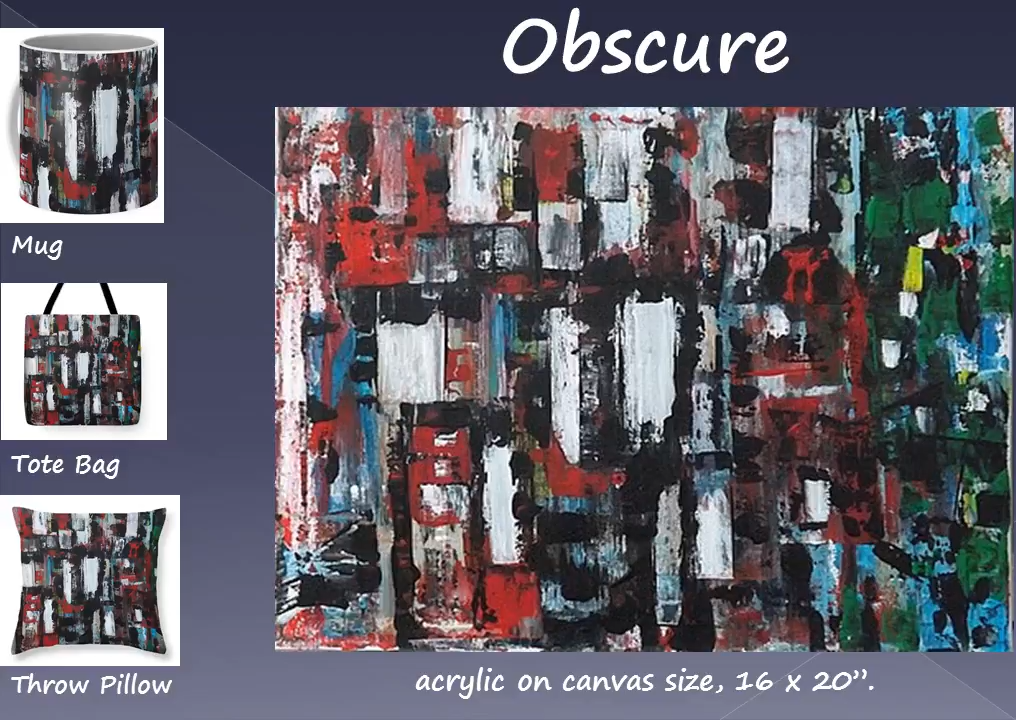 Obscure
Mug
Tote Bag
Throw Pillow
acrylic on canvas size, 16 x 20”.